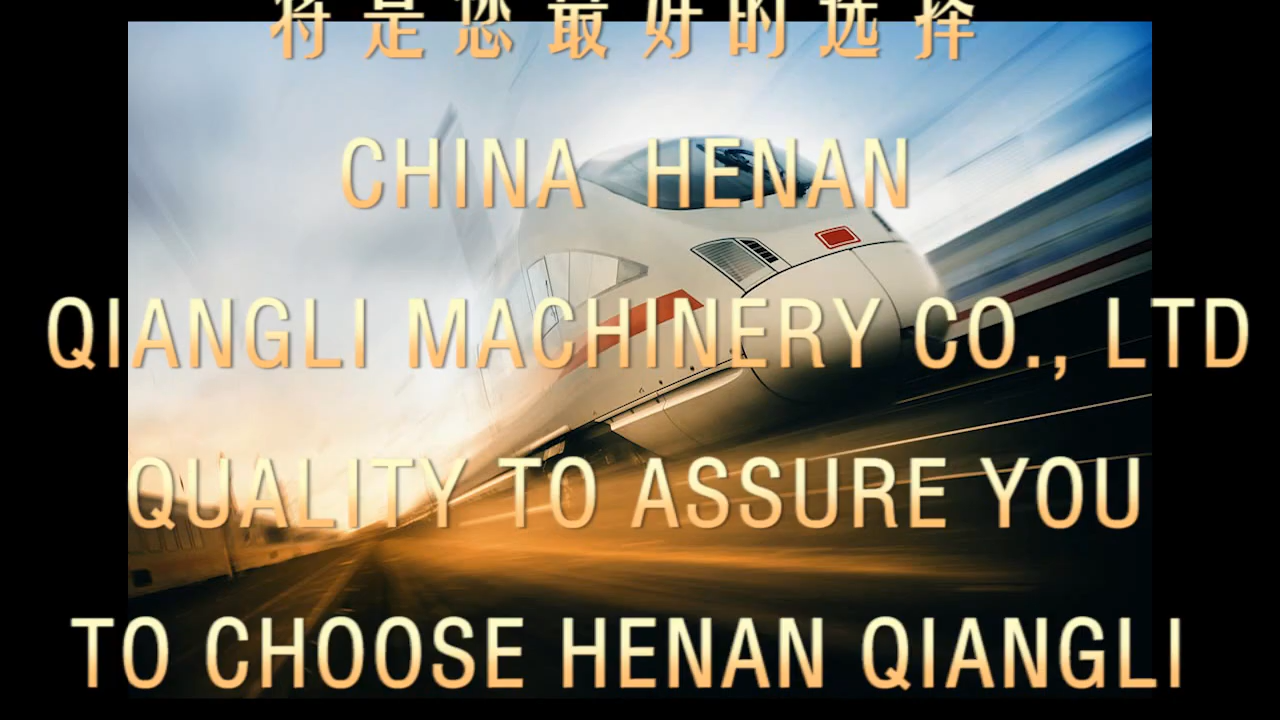 将是您最好的选择
CHINA HENAN
QIANGLI MACHINERY CO., LTD
QUALITY TO ASSURE YOU
TO CHOOSE HENAN QIANGLI